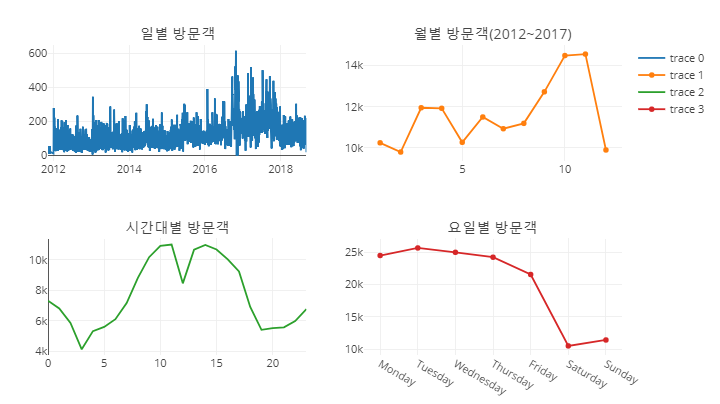 일별 방문객
월별 방문객(2012~2017)
600
400
200
0
2012
2014
2016
2018
14k
12k
10k
5
10
trace 0
trace 1
trace 2
trace 3
시간대별 방문객
요일별 방문객
10k
8k
6k
4k
0
5
10
15
20
25k
20k
15k
10k
Monday
Tuesday
Wednesday
Thursday
Friday
Saturday
Sunday